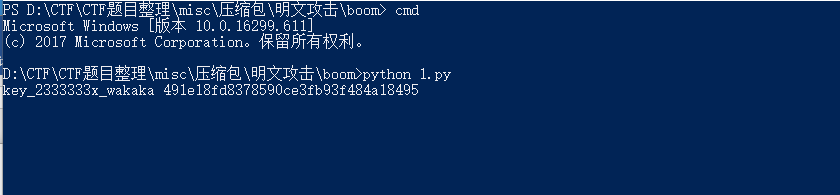 PS D:\CTF\CTF题目整理\misc\压缩包\明文攻击\boom> cmd
Microsoft Windows [版本 10.0.16299.611]
(c) 2017 Microsoft Corporation。保留所有权利。
D:\CTF\CTF题目整理\misc\压缩包\明文攻击\boom>python 1.py
key_2333333x_wakaka 491e18fd8378590ce3fb93f484a18495